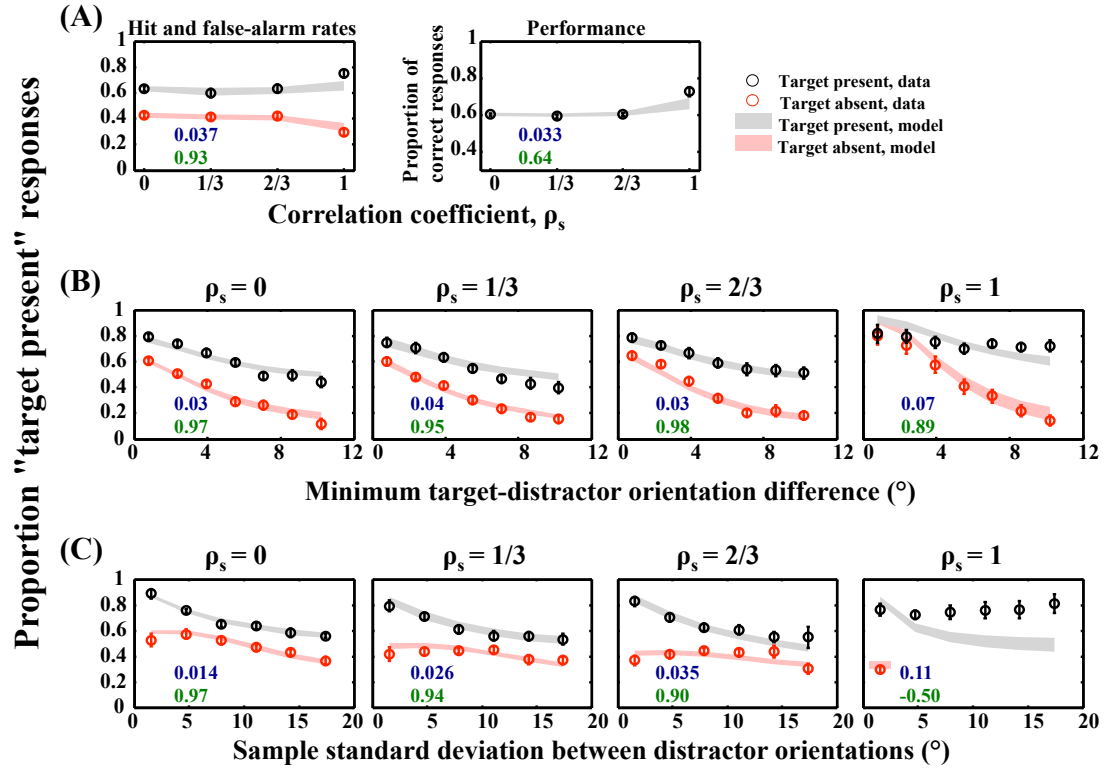 (A)
Hit and false-alarm rates
Performance
1
0.8
0.6
0.4
0.2
0
0.037
0.93
0 1/3 2/3 1
Proportion of
correct responses
1
0.8
0.6
0.4
0.033
0.64
0 1/3 2/3 1
Target present, data
Target absent, data
Target present, model
Target absent, model
Correlation coefficient, ρs
Proportion "target present" responses
(B)
ρs = 0
ρs = 1/3
ρs = 2/3
ρs = 1
1
0.8
0.6
0.4
0.2
0
0.03
0.97
0.04
0.95
0.03
0.98
0.07
0.89
0 4 8 12
0 4 8 12
0 4 8 12
0 4 8 12
Minimum target-distractor orientation difference (°)
(C)
ρs = 0
ρs = 1/3
ρs = 2/3
ρs = 1
1
0.8
0.6
0.4
0.2
0
0.014
0.97
0.026
0.94
0.035
0.90
0.11
-0.50
0 5 10 15 20
0 5 10 15 20
0 5 10 15 20
0 5 10 15 20
Sample standard deviation between distractor orientations (°)